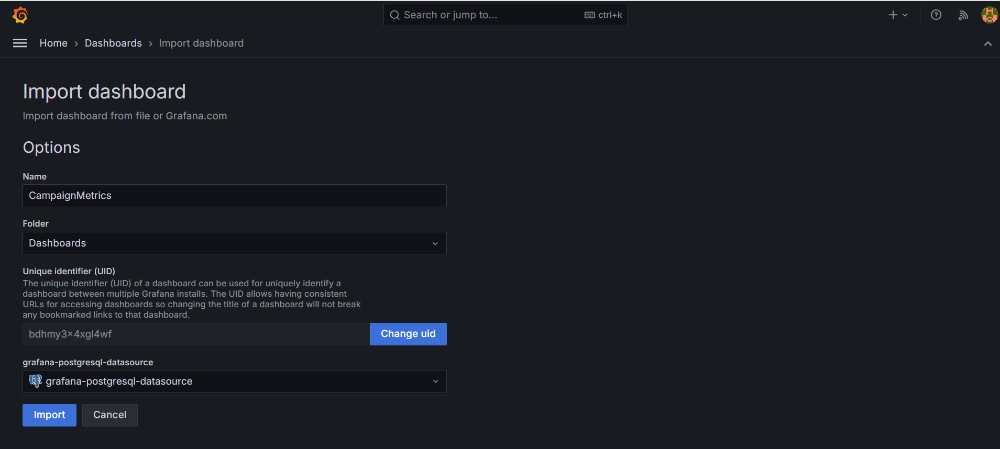 Search or jump to...
ctrl+k
Home › Dashboards › Import dashboard
Import dashboard
Import dashboard from file or Grafana.com
Options
Name
CampaignMetrics
Folder
Dashboards
Unique identifier (UID)
The unique identifier (UID) of a dashboard can be used for uniquely identify a
dashboard between multiple Grafana installs. The UID allows having consistent
URLs for accessing dashboards so changing the title of a dashboard will not break
any bookmarked links to that dashboard.
bdhmy3x4xgl4wf
Change uid
grafana-postgresql-datasource
grafana-postgresql-datasource
Import
Cancel